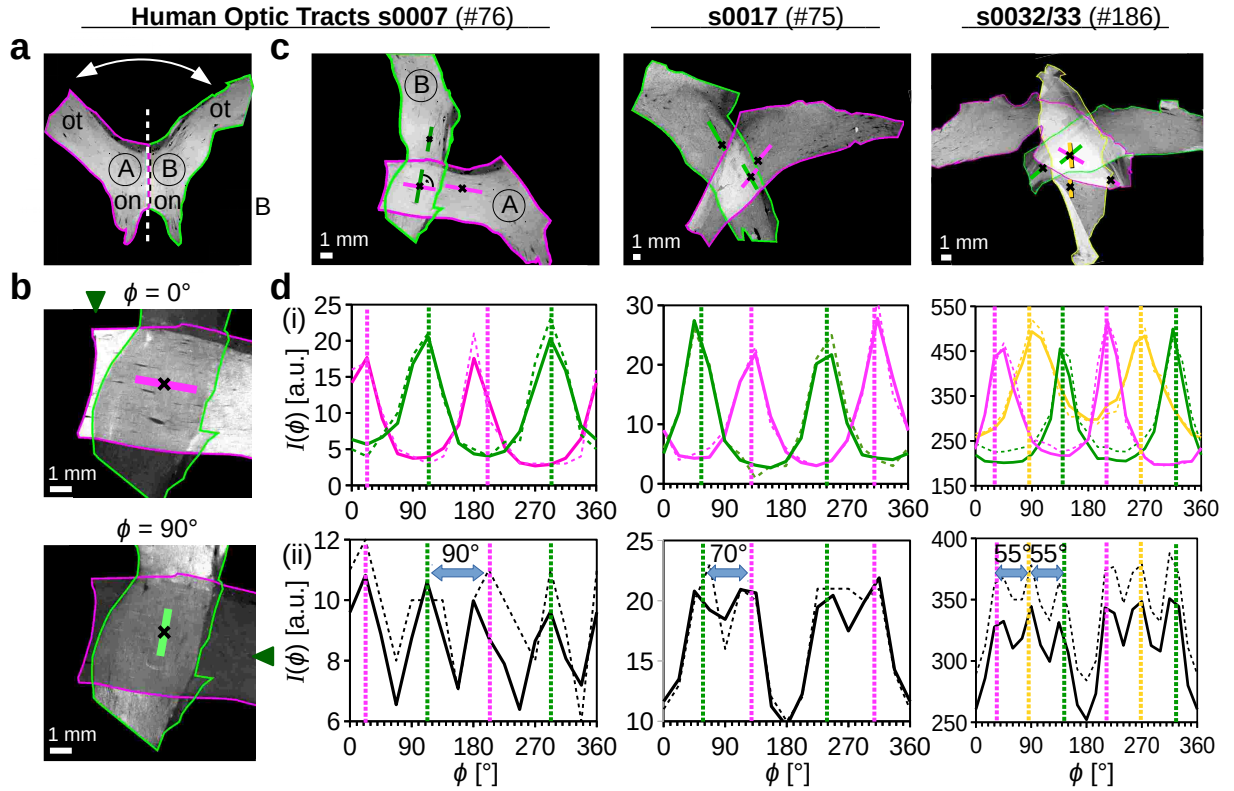 Human Optic Tracts s0007 (#76)
s0017 (#75)
s0032/33 (#186)
a
ot
ot
A
B
on
on
B
c
B
A
1 mm
1 mm
1 mm
b
ϕ = 0°
1 mm
ϕ = 90°
1 mm
d
(i)
I(ϕ) [a.u.]
25
20
15
10
5
0
0 90 180 270 360
30
20
10
0
0 90 180 270 360
550
450
350
250
150
0 90 180 270 360
(ii)
I(ϕ) [a.u.]
12
10
8
6
90°
0 90 180 270 360
ϕ [°]
25
20
15
10
70°
0 90 180 270 360
ϕ [°]
400
350
300
250
55° 55°
0 90 180 270 360
ϕ [°]